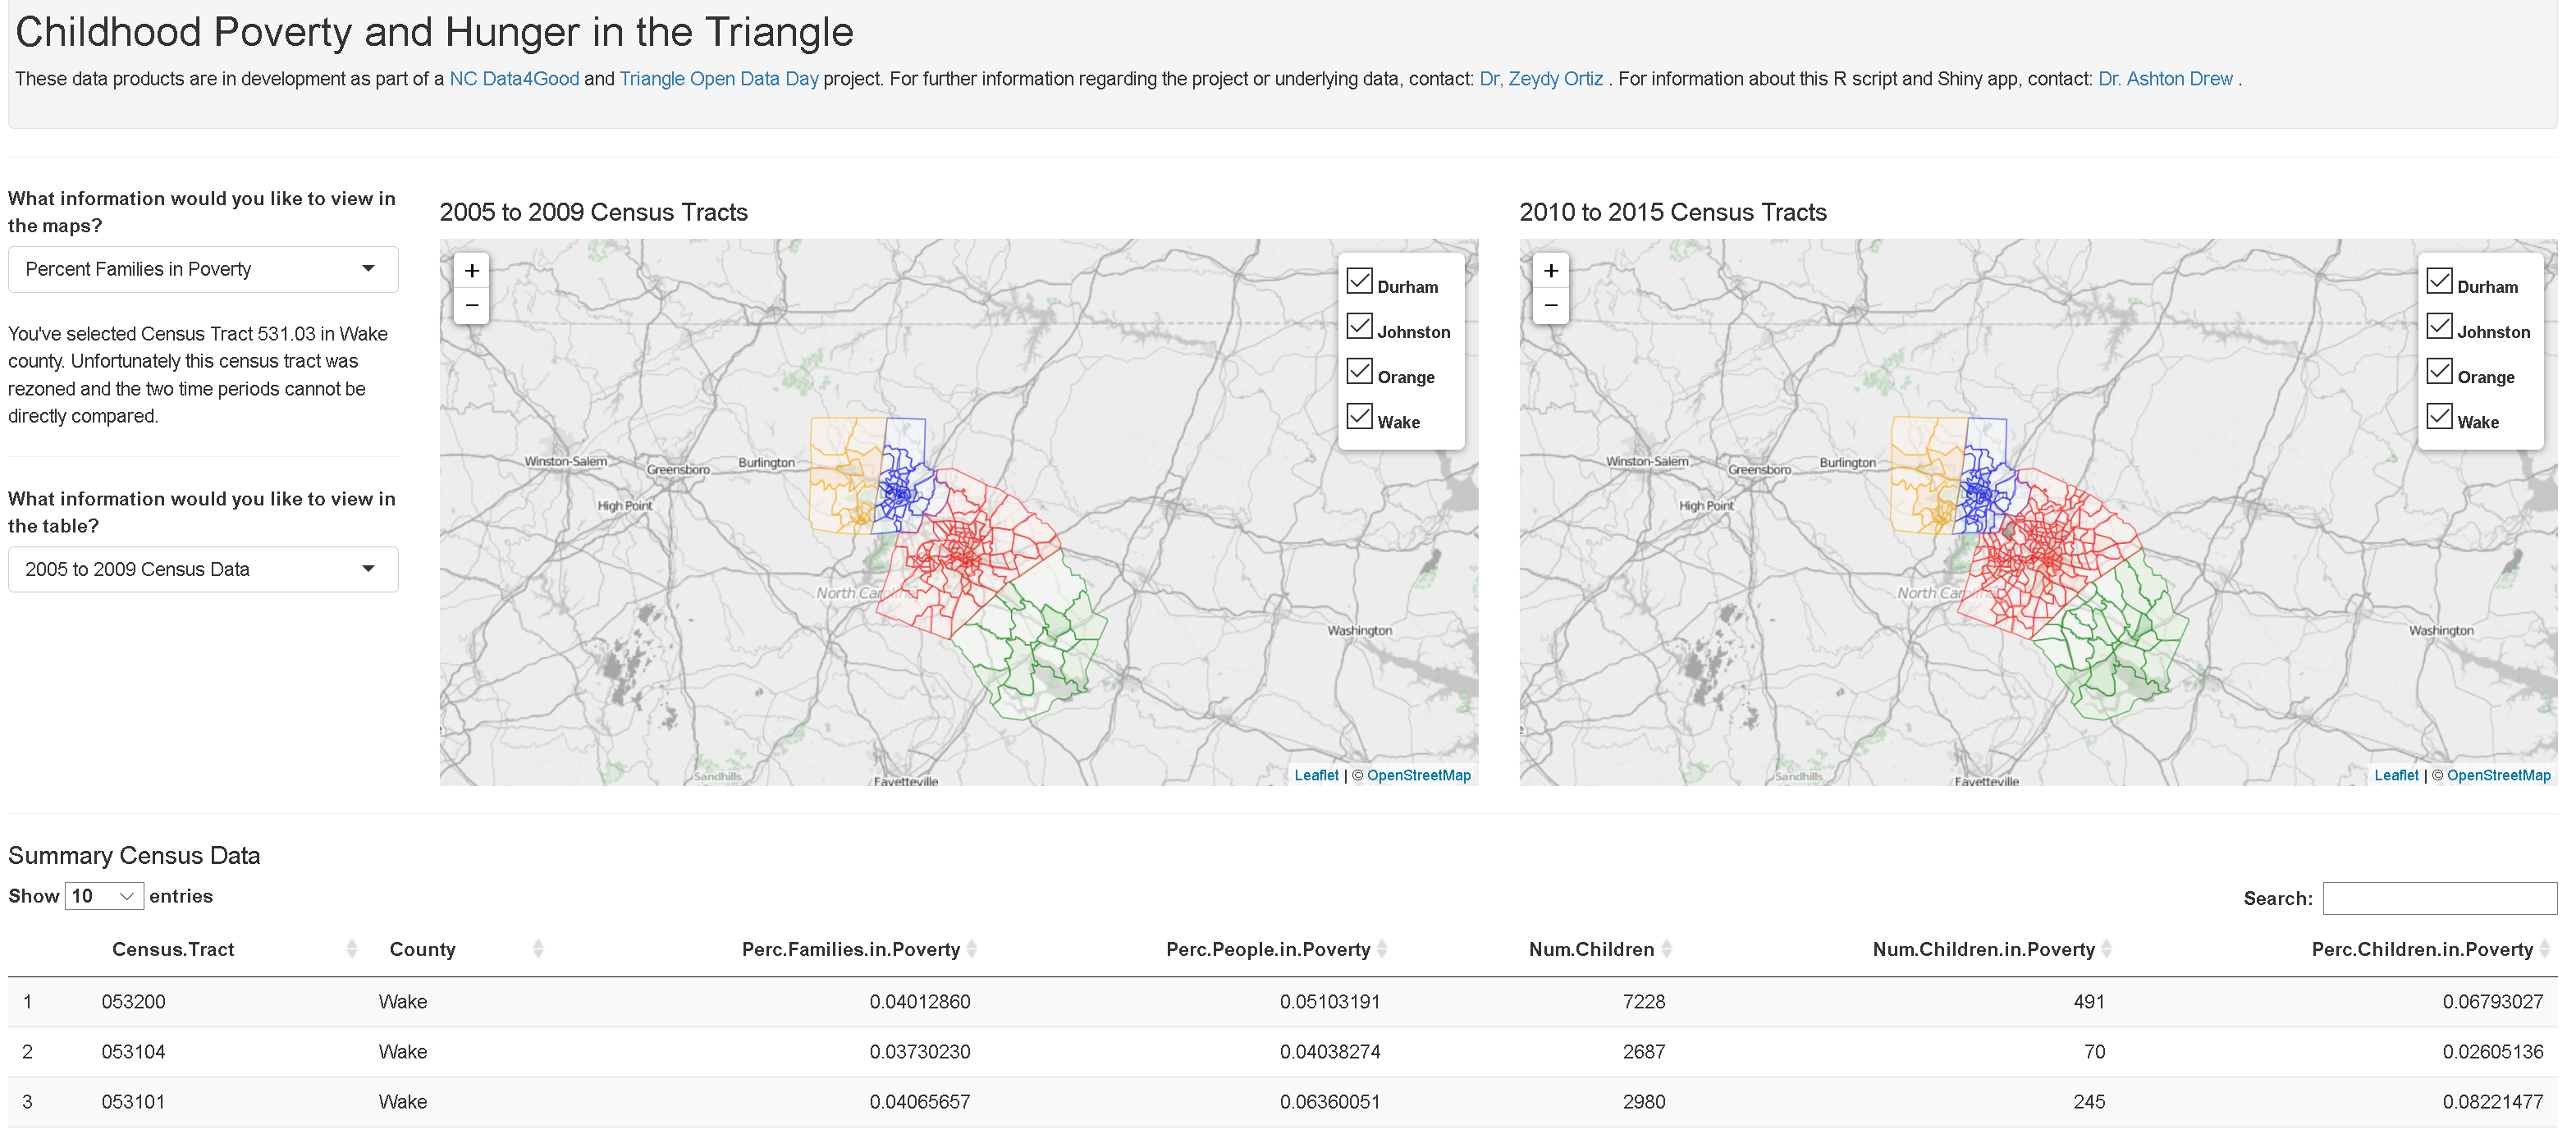 Childhood Poverty and Hunger in the Triangle
These data products are in development as part of a NC Data4Good and Triangle Open Data Day project. For further information regarding the project or underlying data, contact: Dr, Zeydy Ortiz . For information about this R script and Shiny app, contact: Dr. Ashton Drew .
What information would you like to view in
the maps?
Percent Families in Poverty
You've selected Census Tract 531.03 in Wake
county. Unfortunately this census tract was
rezoned and the two time periods cannot be
directly compared.
What information would you like to view in
the table?
2005 to 2009 Census Data
2005 to 2009 Census Tracts
+
−
Durham
Johnston
Orange
Wake
Winston-Salem
Greensboro
Burlington
High Point
North Carolina
Washington
Sandhills
Fayetteville
Leaflet | © OpenStreetMap
2010 to 2015 Census Tracts
+
−
Durham
Johnston
Orange
Wake
Winston-Salem
Greensboro
Burlington
High Point
North Carolina
Washington
Sandhills
Fayetteville
Leaflet | © OpenStreetMap
Summary Census Data
Show 10 entries
Search:
Census.Tract County Perc.Families.in.Poverty Perc.People.in.Poverty Num.Children Num.Children.in.Poverty Perc.Children.in.Poverty
1 053200 Wake 0.04012860 0.05103191 7228 491 0.06793027
2 053104 Wake 0.03730230 0.04038274 2687 70 0.02605136
3 053101 Wake 0.04065657 0.06360051 2980 245 0.08221477